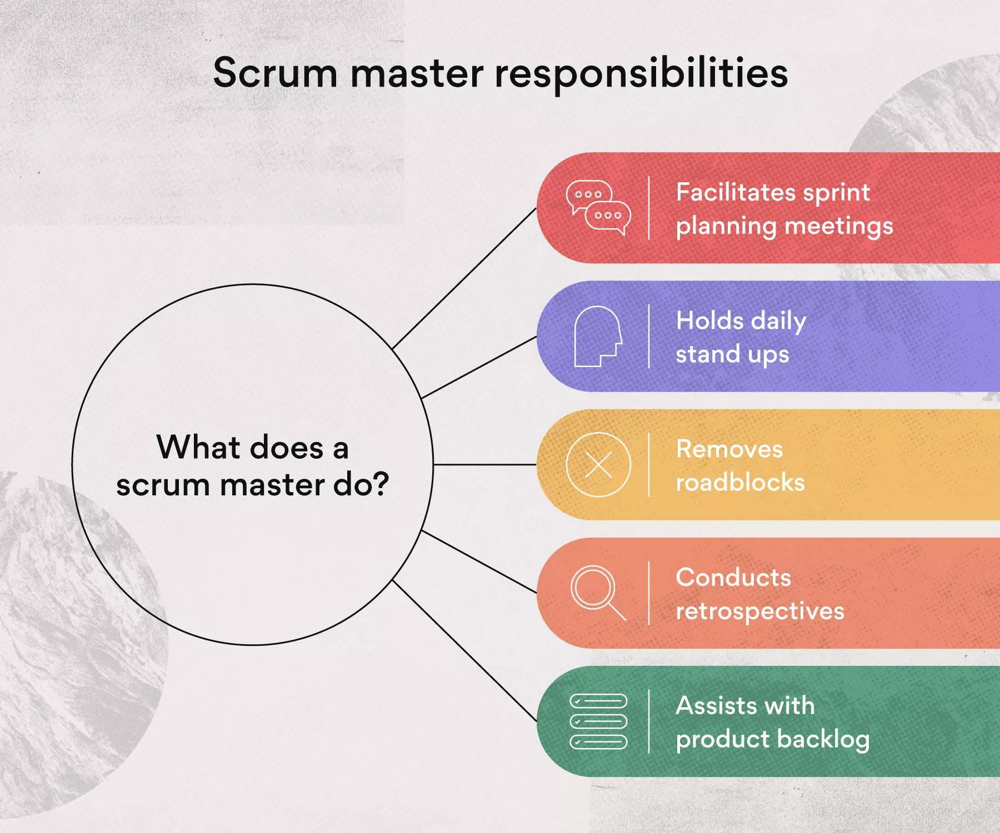 Scrum master responsibilities
What does a
scrum master do?
Facilitates sprint
planning meetings
Holds daily
stand ups
Removes
roadblocks
Conducts
retrospectives
Assists with
product backlog